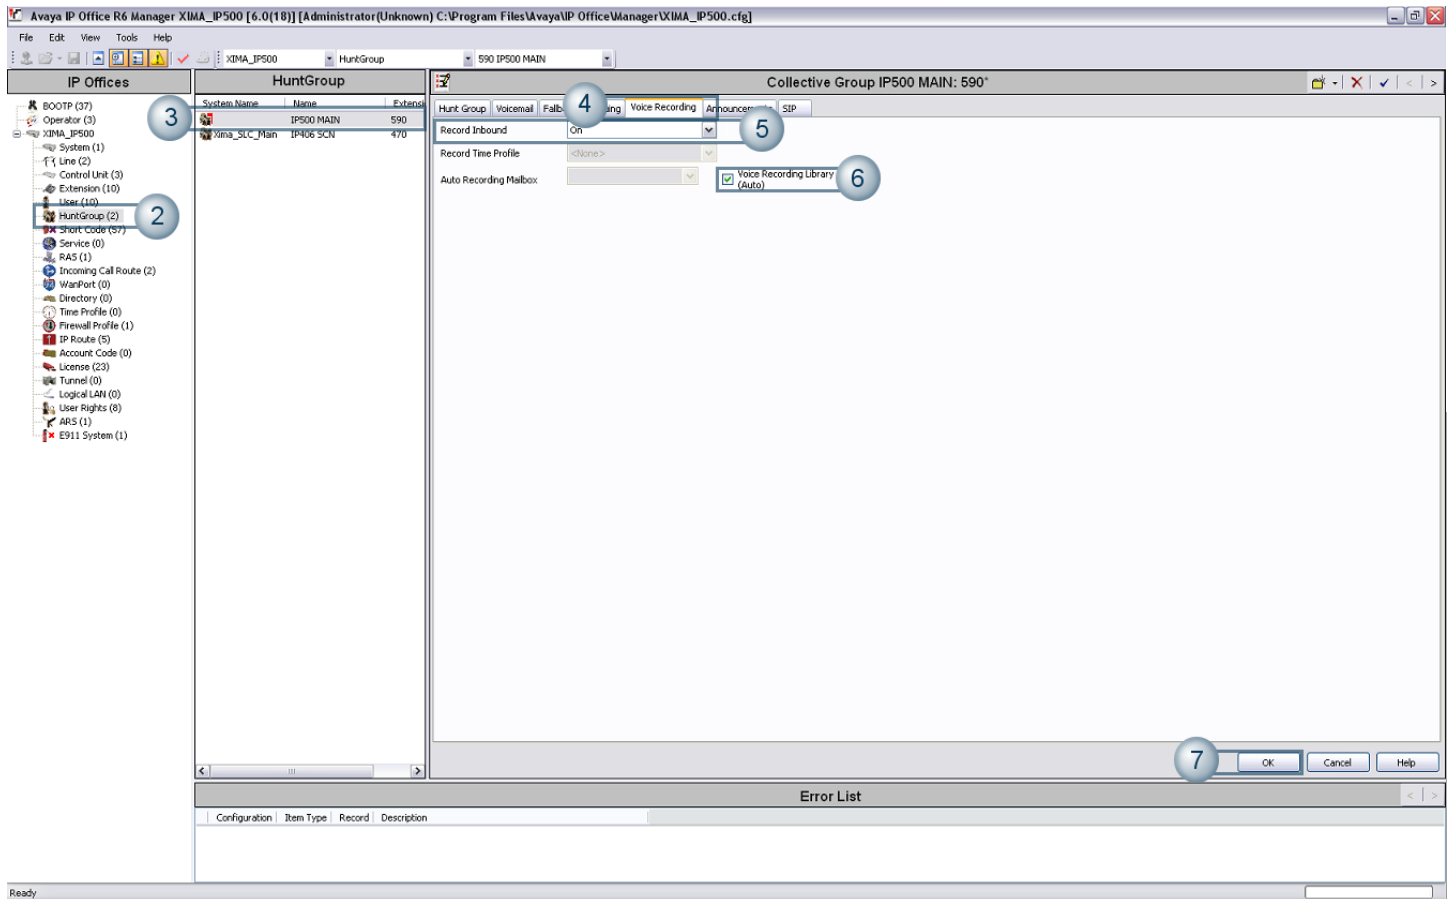 Avaya IP Office R6 Manager XIMA_IP500 [6.0(18)] [Administrator(Unknown) C:\Program Files\Avaya\IP Office\Manager\XIMA_IP500.cfg]
File Edit View Tools Help
XIMA_IP500 HuntGroup 590 IP500 MAIN
IP Offices
BOOTP (37)
Operator (3)
XIMA_IP500
System (1)
Line (2)
Control Unit (3)
Extension (10)
User (10)
HuntGroup (2)
2
Short Code (57)
Service (0)
RAS (1)
Incoming Call Route (2)
WanPort (0)
Directory (0)
Time Profile (0)
Firewall Profile (1)
IP Route (5)
Account Code (0)
License (23)
Tunnel (0)
Logical LAN (0)
User Rights (8)
ARS (1)
E911 System (1)
HuntGroup
System Name Name Extensi
3
IP500 MAIN 590
Xima_SLC_Main IP406 SCN 470
Collective Group IP500 MAIN: 590*
Hunt Group Voicemail Fallb 4 ing Voice Recording Announcements SIP
Record Inbound On 5
Record Time Profile <None>
Auto Recording Mailbox
Voice Recording Library
(Auto)
6
7 OK Cancel Help
Error List
Configuration Item Type Record Description
Ready